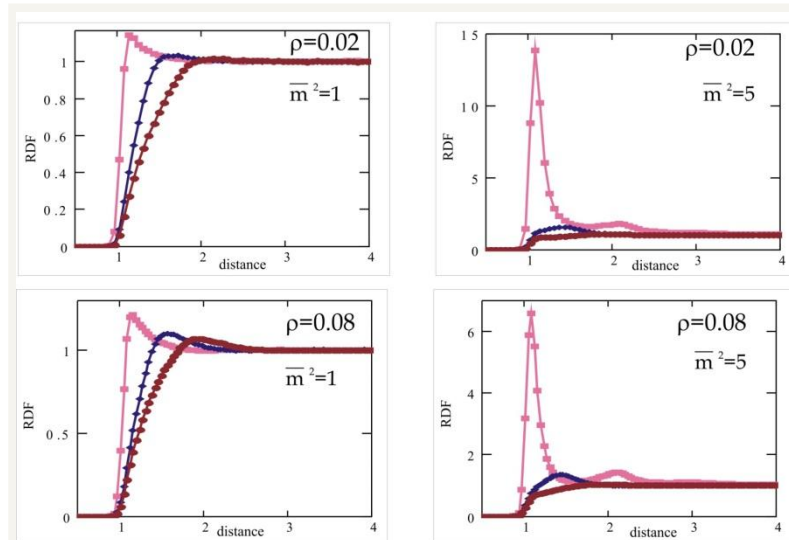 RDF
1
0.8
0.6
0.4
0.2
0
1
2
3
4
distance
ρ=0.02
m̅ ²=1
RDF
15
10
5
0
1
2
3
4
distance
ρ=0.02
m̅ ²=5
RDF
1
0.5
0
1
2
3
4
distance
ρ=0.08
m̅ ²=1
RDF
6
4
2
0
1
2
3
4
distance
ρ=0.08
m̅ ²=5